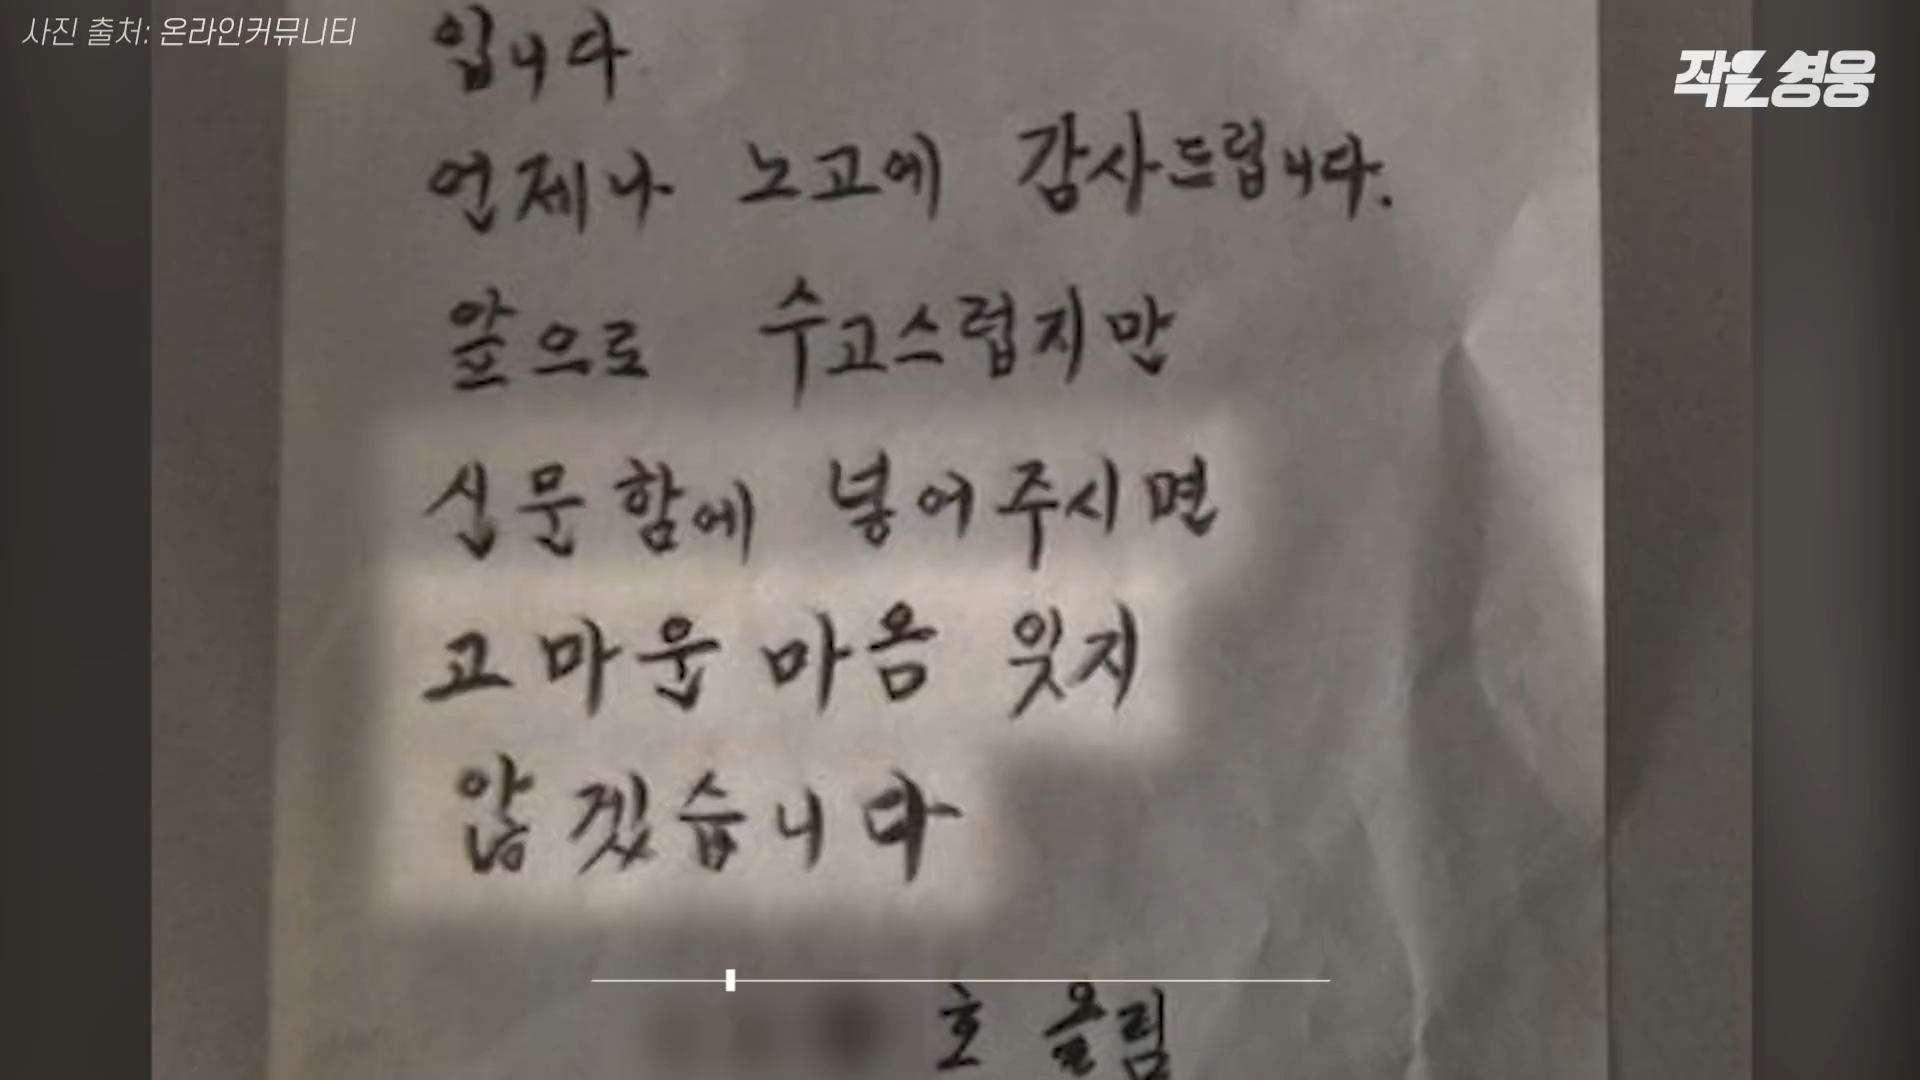 사진 출처: 온라인커뮤니티
작은영웅
입니다
언제나 노고에 감사드립니다.
앞으로 수고스럽지만
신문함에 넣어주시면
고마운 마음 잊지
않겠습니다
호 올림